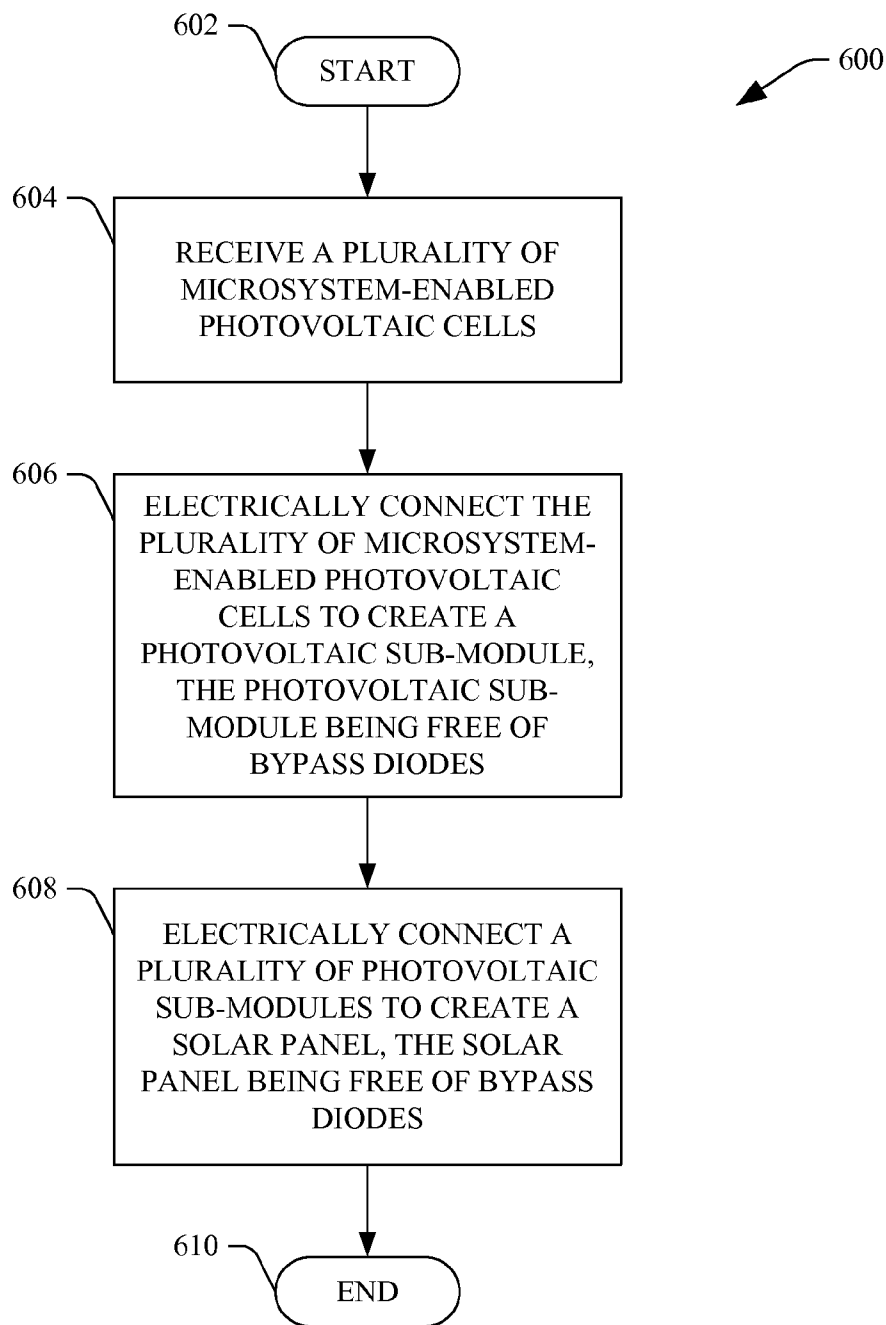 602
START
600
604
RECEIVE A PLURALITY OF
MICROSYSTEM-ENABLED
PHOTOVOLTAIC CELLS
606
ELECTRICALLY CONNECT THE
PLURALITY OF MICROSYSTEM-
ENABLED PHOTOVOLTAIC
CELLS TO CREATE A
PHOTOVOLTAIC SUB-MODULE,
THE PHOTOVOLTAIC SUB-
MODULE BEING FREE OF
BYPASS DIODES
608
ELECTRICALLY CONNECT A
PLURALITY OF PHOTOVOLTAIC
SUB-MODULES TO CREATE A
SOLAR PANEL, THE SOLAR
PANEL BEING FREE OF BYPASS
DIODES
610
END